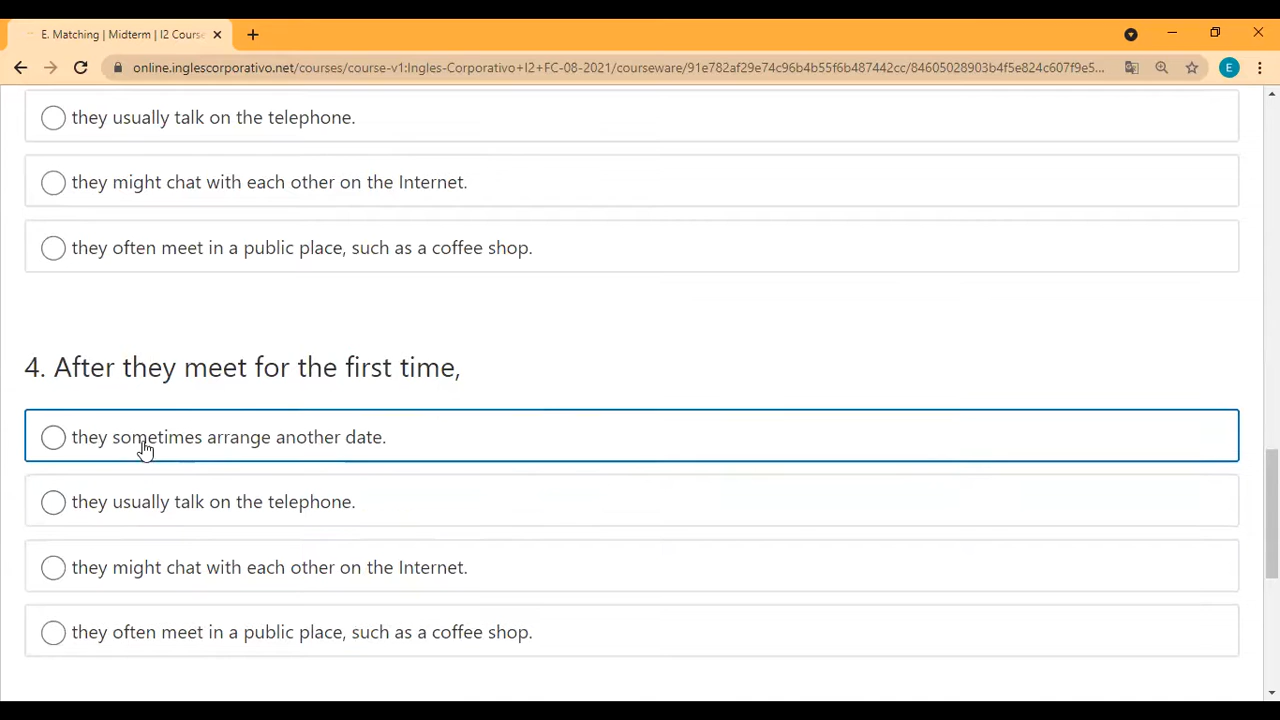 E. Matching | Midterm | I2 Cours
online.inglescorporativo.net/courses/course-v1:Ingles-Corporativo+I2+FC-08-2021/courseware/91e782af29e74c96b4b55f6b487442cc/84605028903b4f5e824c607f9e5...
E
they usually talk on the telephone.
they might chat with each other on the Internet.
they often meet in a public place, such as a coffee shop.
4. After they meet for the first time,
they sometimes arrange another date.
they usually talk on the telephone.
they might chat with each other on the Internet.
they often meet in a public place, such as a coffee shop.